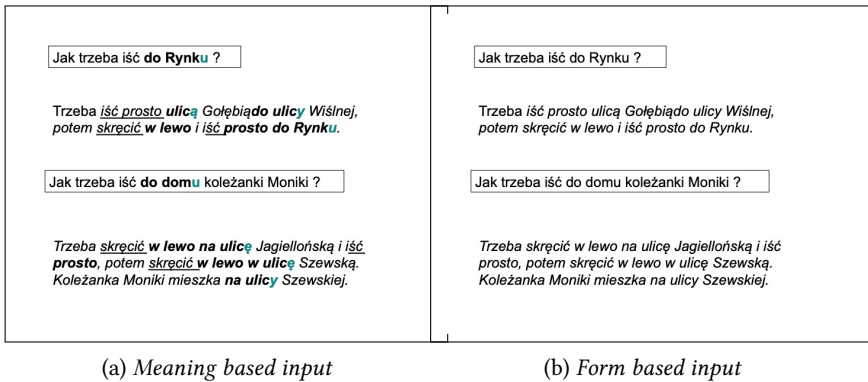 Jak trzeba iść do Rynku ?
Trzeba iść prosto ulicą Gołębiądo ulicy Wiślnej,
potem skręcić w lewo i iść prosto do Rynku.
Jak trzeba iść do domu koleżanki Moniki ?
Trzeba skręcić w lewo na ulicę Jagiellońską i iść
prosto, potem skręcić w lewo w ulicę Szewską.
Koleżanka Moniki mieszka na ulicy Szewskiej.
(a) Meaning based input
Jak trzeba iść do Rynku ?
Trzeba iść prosto ulicą Gołębiądo ulicy Wiślnej,
potem skręcić w lewo i iść prosto do Rynku.
Jak trzeba iść do domu koleżanki Moniki ?
Trzeba skręcić w lewo na ulicę Jagiellońską i iść
prosto, potem skręcić w lewo w ulicę Szewską.
Koleżanka Moniki mieszka na ulicy Szewskiej.
(b) Form based input